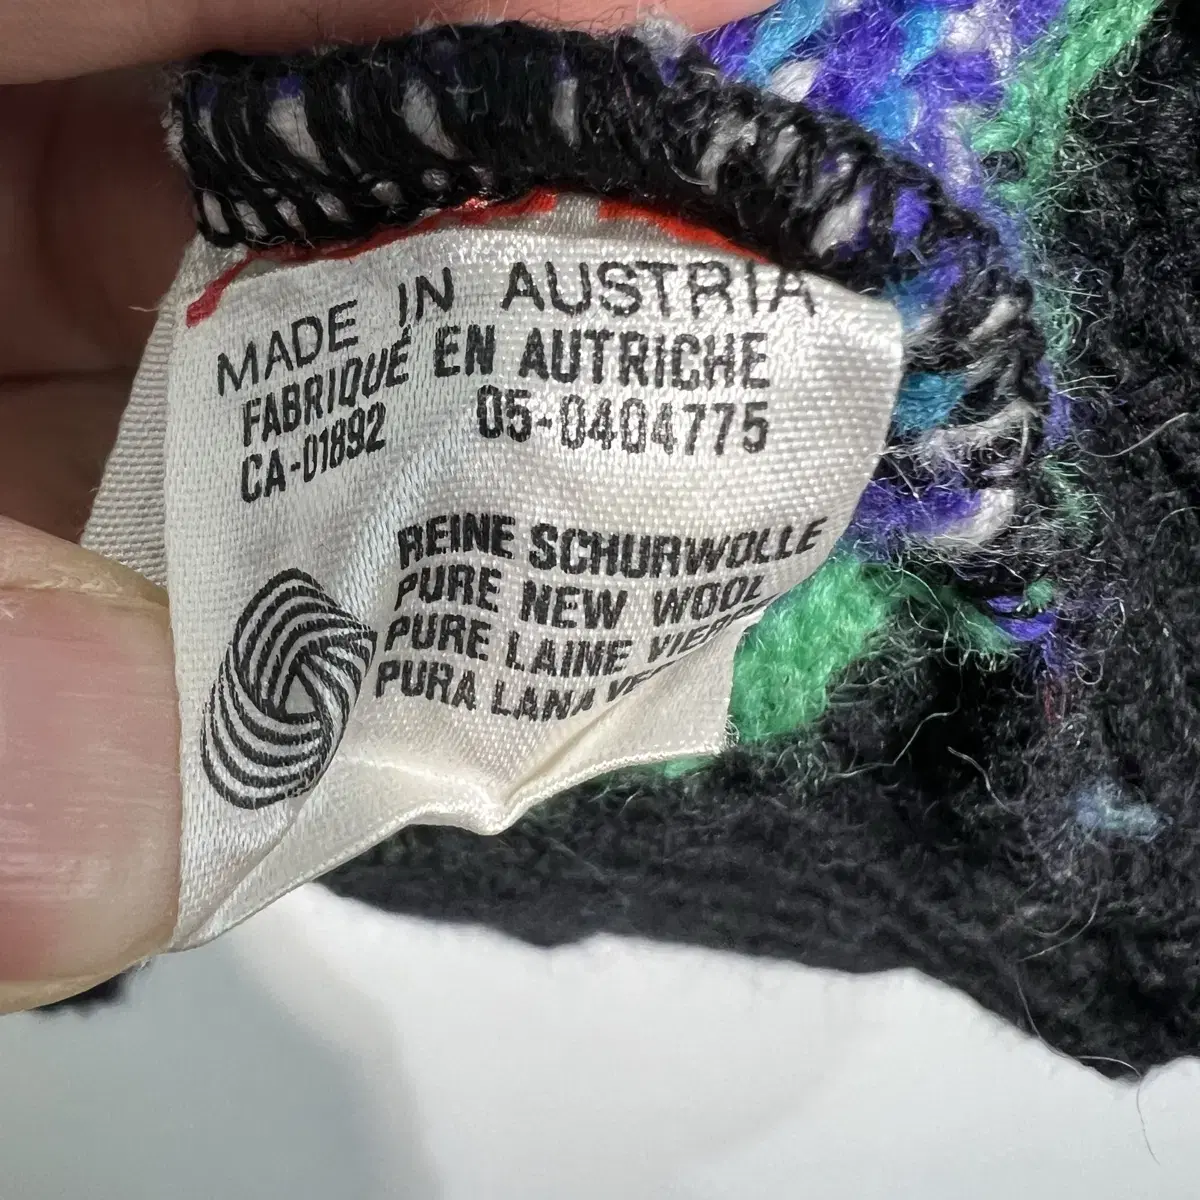 MADE IN AUSTRIA
FABRIQUÉ EN AUTRICHE
CA-01892 05-0404775
REINE SCHURWOLLE
PURE NEW WOOL
PURE LAINE
PURA LANA